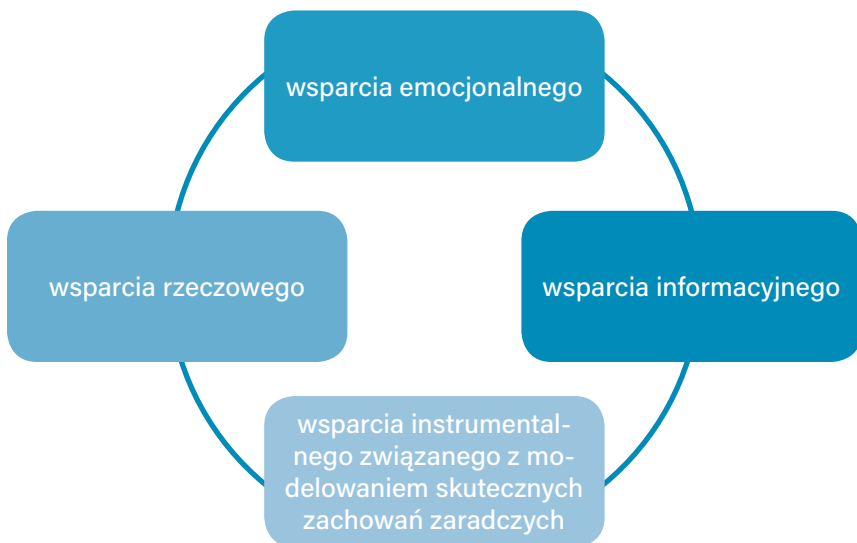 wsparcia emocjonalnego
wsparcia rzeczowego
wsparcia informacyjnego
wsparcia instrumental-
nego związanego z mo-
delowaniem skutecznych
zachowań zaradczych